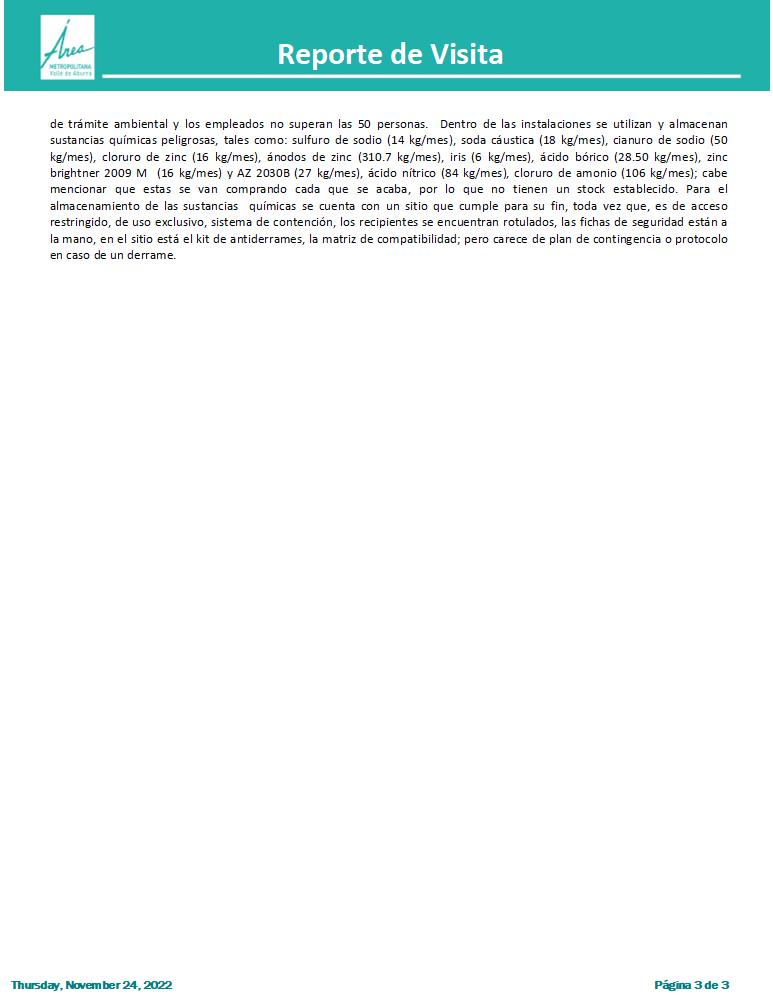 Área
METROPOLITANA
Valle de Aburrá
Reporte de Visita
de trámite ambiental y los empleados no superan las 50 personas.  Dentro de las instalaciones se utilizan y almacenan
sustancias químicas peligrosas, tales como: sulfuro de sodio (14 kg/mes), soda cáustica (18 kg/mes), cianuro de sodio (50
kg/mes), cloruro de zinc (16 kg/mes), ánodos de zinc (310.7 kg/mes), iris (6 kg/mes), ácido bórico (28.50 kg/mes), zinc
brightner 2009 M  (16 kg/mes) y AZ 2030B (27 kg/mes), ácido nítrico (84 kg/mes), cloruro de amonio (106 kg/mes); cabe
mencionar que estas se van comprando cada que se acaba, por lo que no tienen un stock establecido. Para el
almacenamiento de las sustancias  químicas se cuenta con un sitio que cumple para su fin, toda vez que, es de acceso
restringido, de uso exclusivo, sistema de contención, los recipientes se encuentran rotulados, las fichas de seguridad están a
la mano, en el sitio está el kit de antiderrames, la matriz de compatibilidad; pero carece de plan de contingencia o protocolo
en caso de un derrame.
Thursday, November 24, 2022
Página 3 de 3